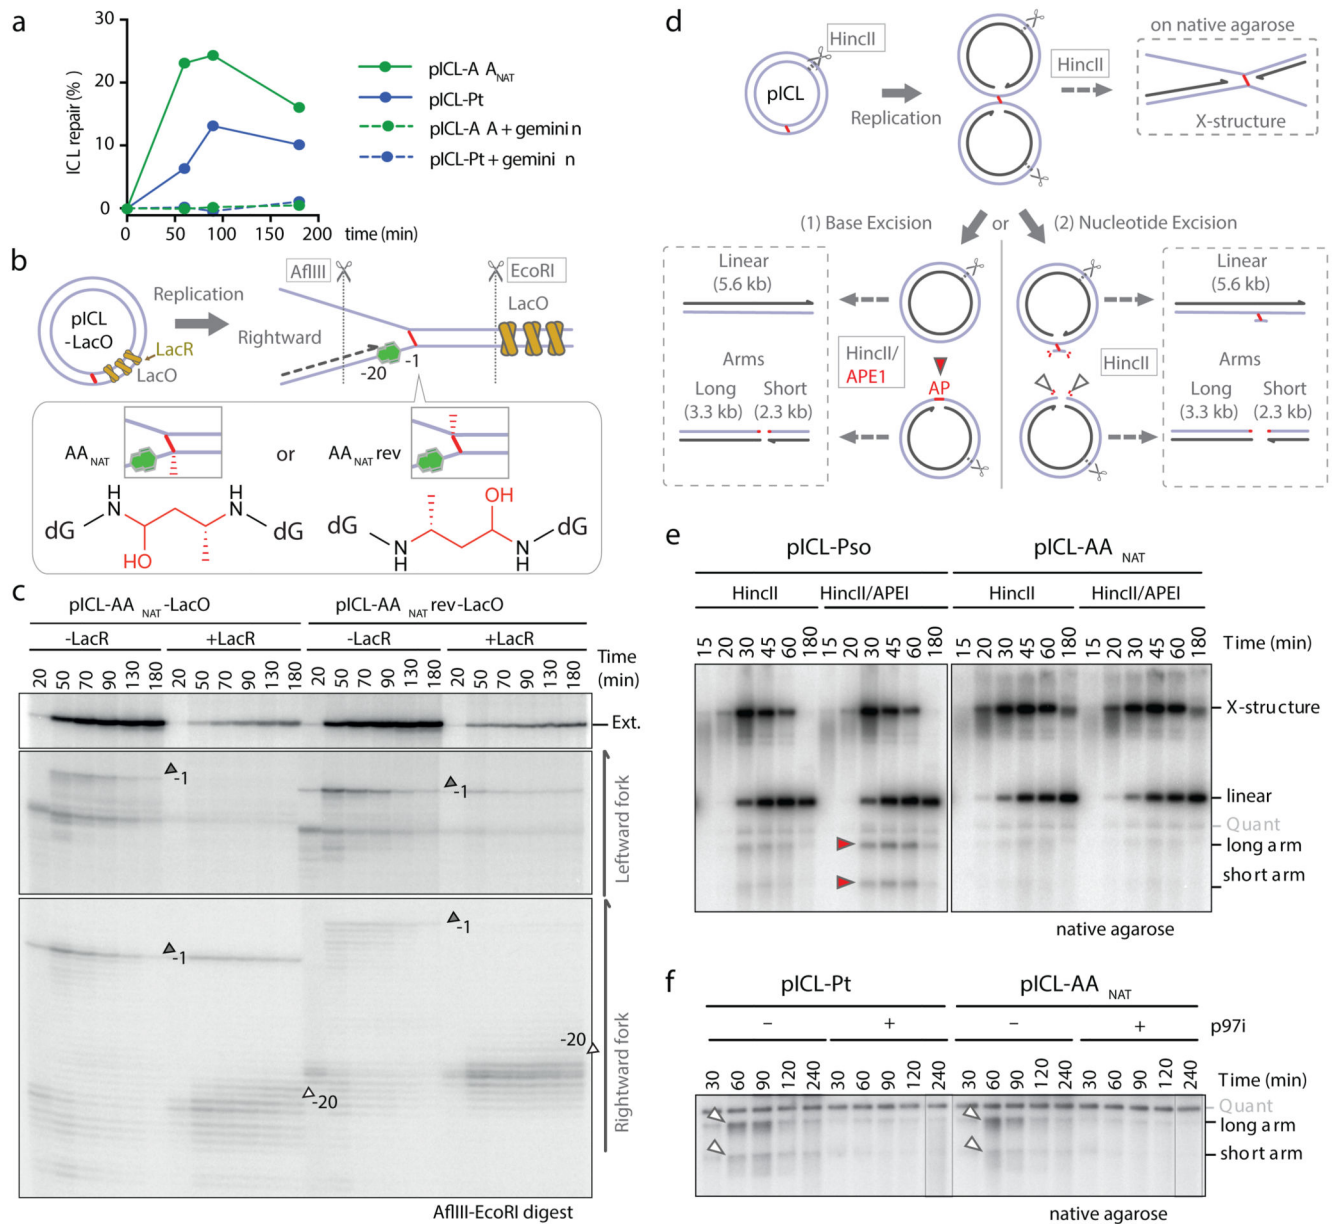 a
30
20
10
0
ICL repair (%)
0 50 100 150 200 time (min)
pICL-A A NAT
pICL-Pt
pICL-A A + gemini n
pICL-Pt + gemini n
b
pICL
-LacO
LacR
LacO
Replication
Rightward
AflIII
EcoRI
LacO
-20
-1
AA NAT
or
AA NAT rev
H
N
dG
HO
H
N
dG
dG
N
H
OH
N
H
dG
c
pICL-AA NAT -LacO
pICL-AA NAT rev-LacO
-LacR
+LacR
-LacR
+LacR
Time
(min)
20 50 70 90 130 180 20 50 70 90 130 180 20 50 70 90 130 180 20 50 70 90 130 180
Ext.
-1
-1
Leftward fork
-1
-1
-20
-20
Rightward fork
AflIII-EcoRI digest
d
HincII
pICL
Replication
HincII
on native agarose
X-structure
(1) Base Excision or (2) Nucleotide Excision
Linear
(5.6 kb)
HincII/
APE1
AP
Arms
Long Short
(3.3 kb) (2.3 kb)
HincII
Linear
(5.6 kb)
Arms
Long Short
(3.3 kb) (2.3 kb)
e
pICL-Pso
pICL-AA NAT
HincII
HincII/APEI
HincII
HincII/APEI
15 20 30 45 60 180 15 20 30 45 60 180 15 20 30 45 60 180 15 20 30 45 60 180 Time (min)
X-structure
linear
Quant
long arm
short arm
native agarose
f
pICL-Pt
pICL-AA NAT
− + − + p97i
30 60 90 120 240 30 60 90 120 240 30 60 90 120 240 30 60 90 120 240 Time (min)
Quant
long arm
short arm
native agarose